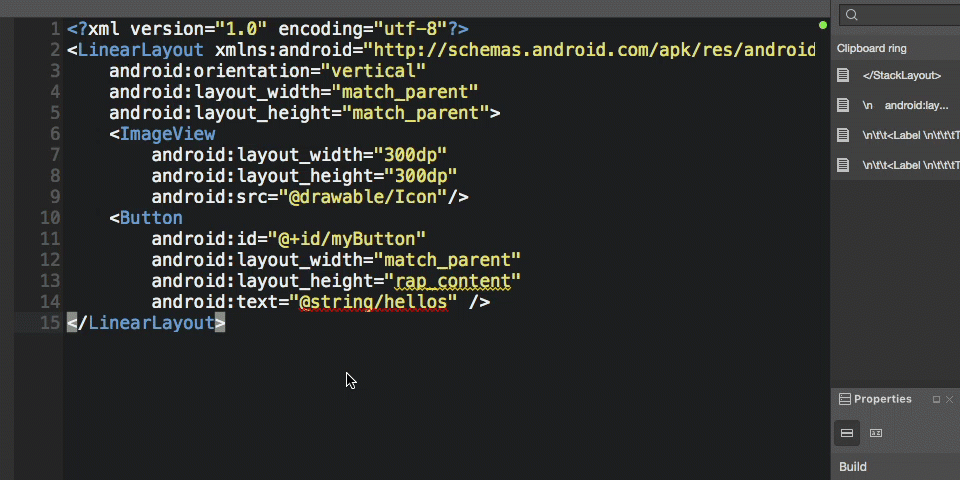 1 <?xml version="1.0" encoding="utf-8"?>
2 <LinearLayout xmlns:android="http://schemas.android.com/apk/res/android
3     android:orientation="vertical"
4     android:layout_width="match_parent"
5     android:layout_height="match_parent">
6     <ImageView
7         android:layout_width="300dp"
8         android:layout_height="300dp"
9         android:src="@drawable/Icon"/>
10     <Button
11         android:id="@+id/myButton"
12         android:layout_width="match_parent"
13         android:layout_height="rap_content"
14         android:text="@string/hellos" />
15 </LinearLayout>
Clipboard ring
</StackLayout>
\n    android:lay...
\n\t\t<Label \n\t\t\t\tT
\n\t\t<Label \n\t\t\t\tT
Properties
Build